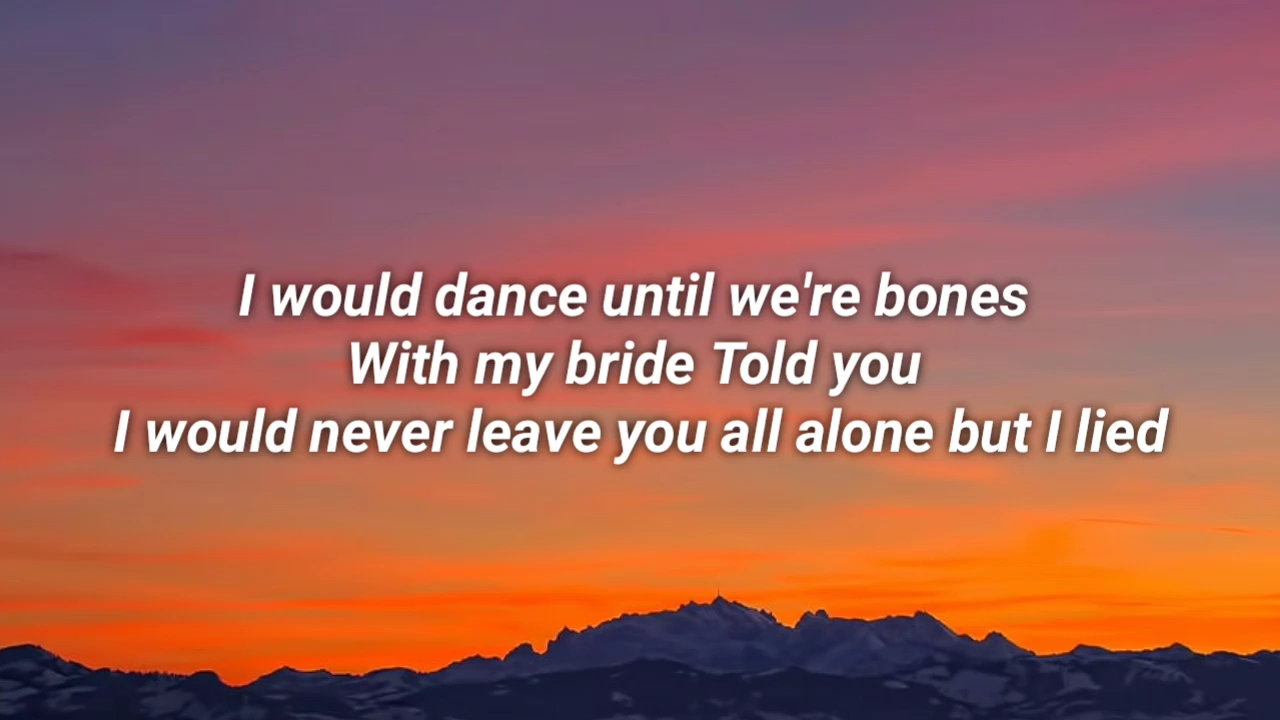 I would dance until we're bones
With my bride Told you
I would never leave you all alone but I lied